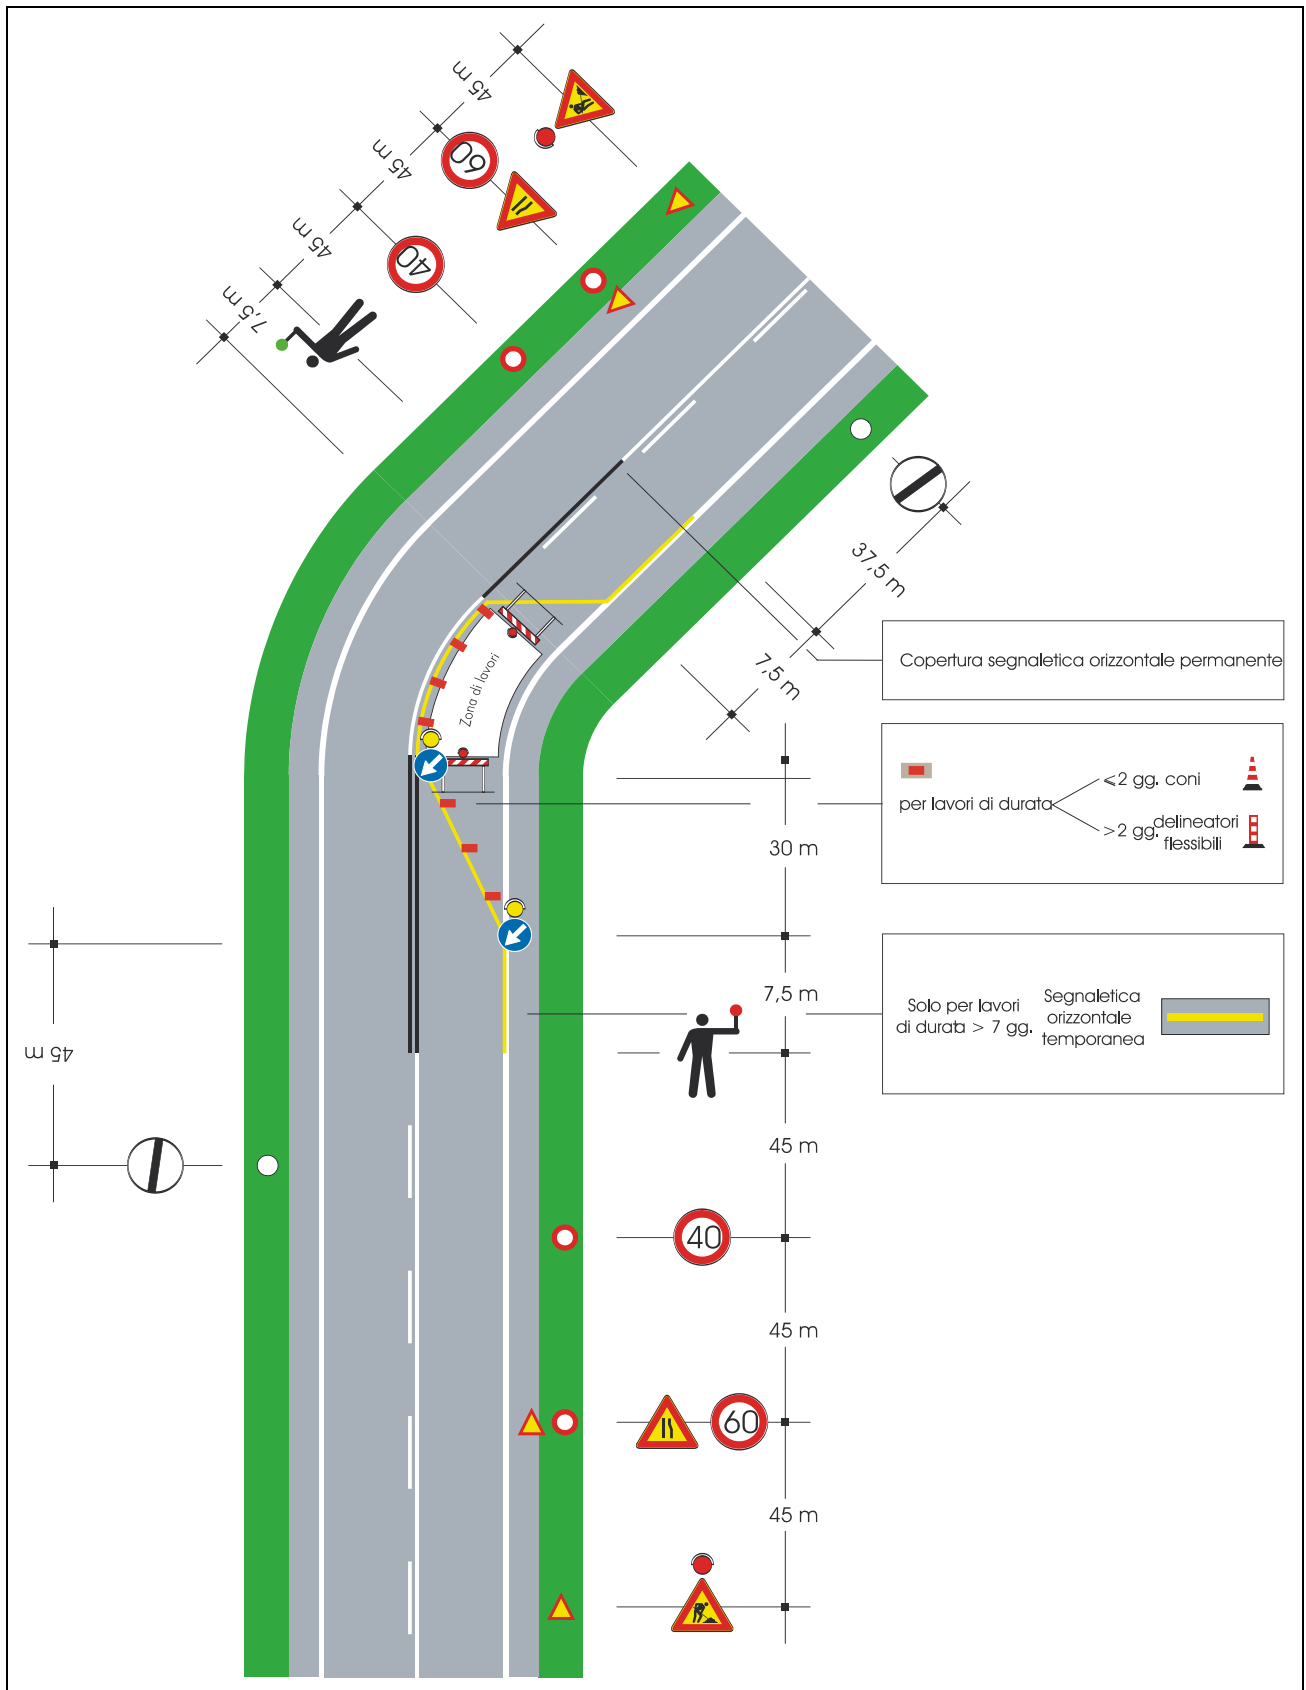 45 m
60
45 m
40
45 m
7,5 m
Zona di lavori
37,5 m
7,5 m
Copertura segnaletica orizzontale permanente
per lavori di durata
⩽2 gg. coni
>2 gg. delineatori
flessibili
30 m
7,5 m
Solo per lavori
di durata > 7 gg.
Segnaletica
orizzontale
temporanea
45 m
45 m
40
45 m
60
45 m